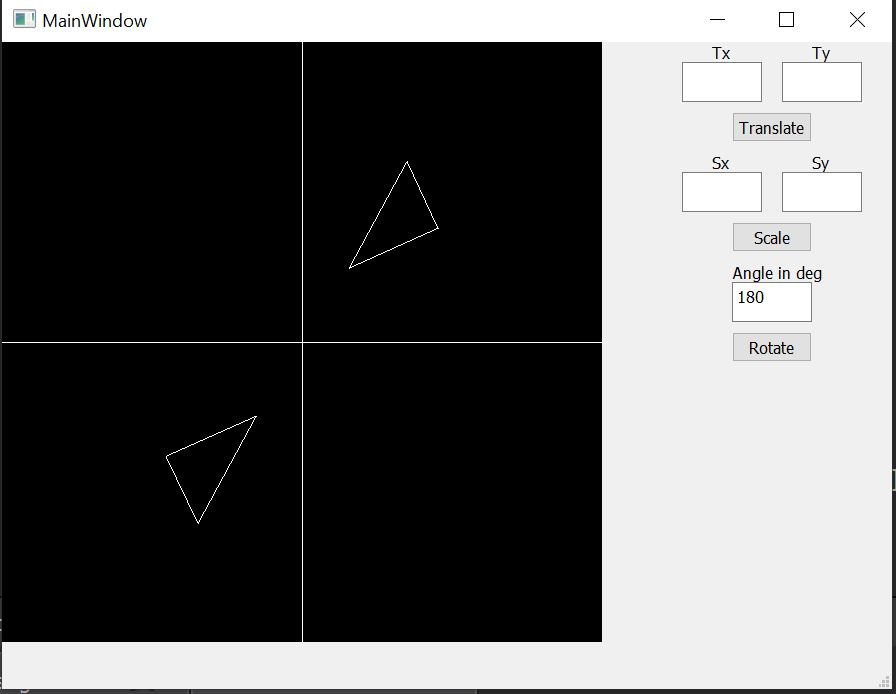 MainWindow
Tx Ty
Translate
Sx Sy
Scale
Angle in deg
180
Rotate